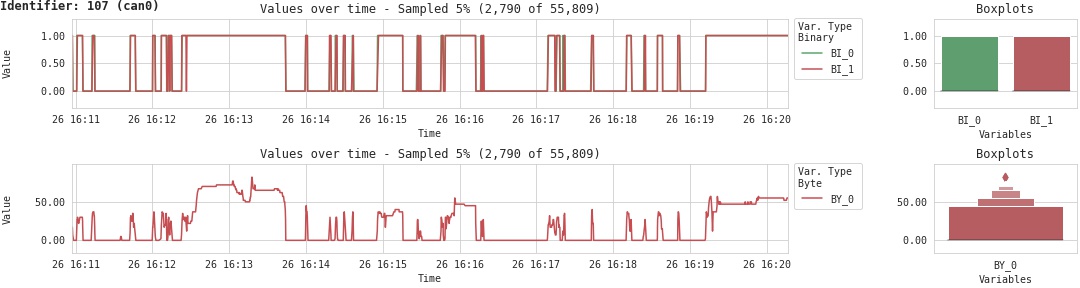 Identifier: 107 (can0)
Values over time - Sampled 5% (2,790 of 55,809)
Boxplots
Value
1.00
0.50
0.00
26 16:11 26 16:12 26 16:13 26 16:14 26 16:15 26 16:16 26 16:17 26 16:18 26 16:19 26 16:20
Time
Var. Type
Binary
BI_0
BI_1
1.00
0.50
0.00
BI_0 BI_1
Variables
Values over time - Sampled 5% (2,790 of 55,809)
Boxplots
Value
50.00
0.00
26 16:11 26 16:12 26 16:13 26 16:14 26 16:15 26 16:16 26 16:17 26 16:18 26 16:19 26 16:20
Time
Var. Type
Byte
BY_0
50.00
0.00
BY_0
Variables